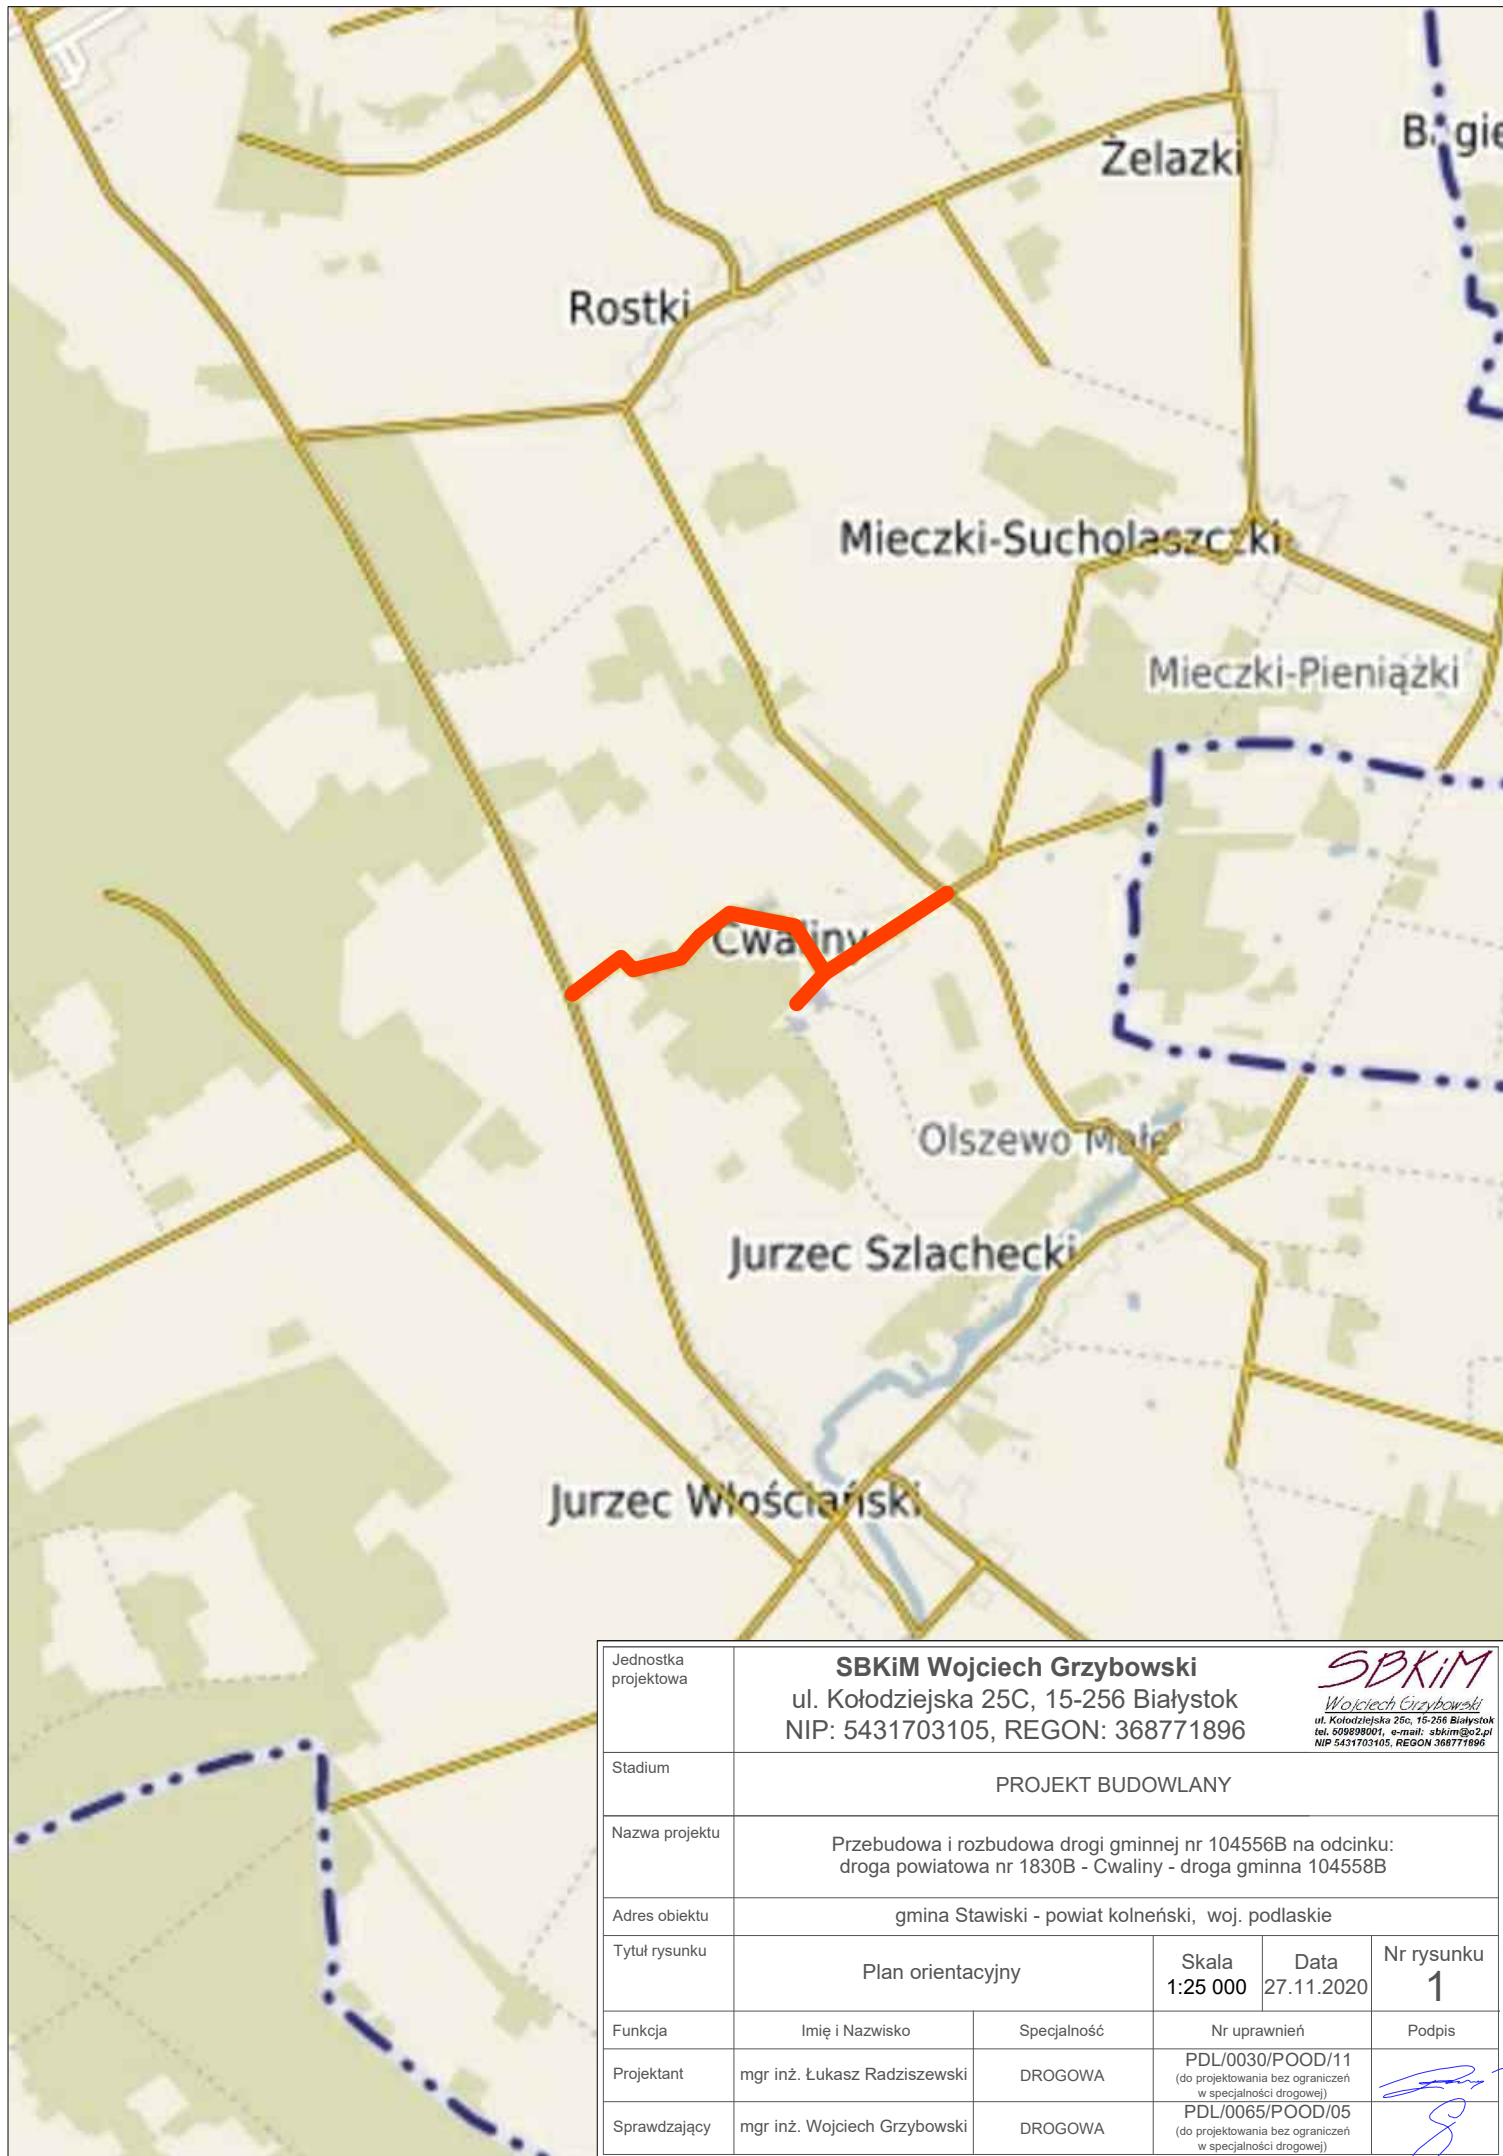 Żelazki
Rostki
Mieczki-Sucholaszczki
Mieczki-Pieniążki
Cwaliny
Olszewo Małe
Jurzec Szlachecki
Jurzec Włościański
Jednostka
projektowa
SBKiM Wojciech Grzybowski
ul. Kołodziejska 25C, 15-256 Białystok
NIP: 5431703105, REGON: 368771896
SBKiM
Wojciech Grzybowski
ul. Kołodziejska 25c, 15-256 Białystok
tel. 509898001, e-mail: sbkim@o2.pl
NIP 5431703105, REGON 368771896
Stadium
PROJEKT BUDOWLANY
Nazwa projektu
Przebudowa i rozbudowa drogi gminnej nr 104556B na odcinku:
droga powiatowa nr 1830B - Cwaliny - droga gminna 104558B
Adres obiektu
gmina Stawiski - powiat kolneński, woj. podlaskie
Tytuł rysunku
Plan orientacyjny
Skala
1:25 000
Data
27.11.2020
Nr rysunku
1
Funkcja
Imię i Nazwisko
Specjalność
Nr uprawnień
Podpis
Projektant
mgr inż. Łukasz Radziszewski
DROGOWA
PDL/0030/POOD/11
(do projektowania bez ograniczeń
w specjalności drogowej)
Sprawdzający
mgr inż. Wojciech Grzybowski
DROGOWA
PDL/0065/POOD/05
(do projektowania bez ograniczeń
w specjalności drogowej)